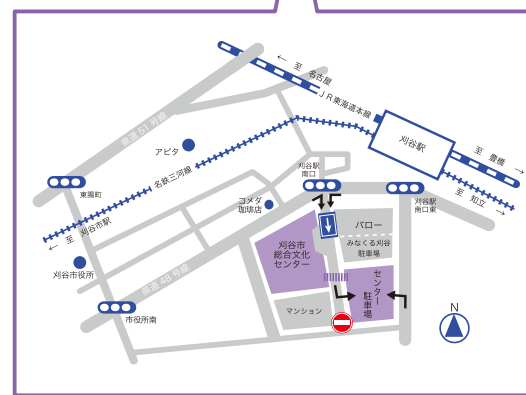 ← 至 名古屋
JR東海道本線
県道51号線
刈谷駅
アピタ
至 豊橋 →
名鉄三河線
刈谷駅
南口
東陽町
コメダ
珈琲店
至 知立 →
刈谷駅
南口東
← 至 刈谷市駅
バロー
みなくる刈谷
駐車場
刈谷市
総合文化
センター
刈谷市役所
県道48号線
センター
駐車場
N
マンション
市役所南